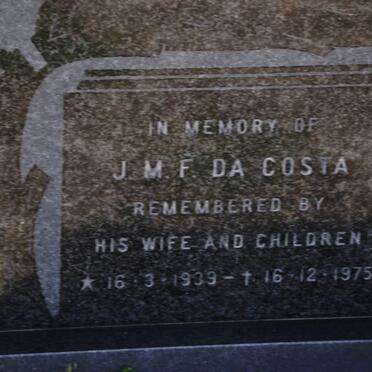 IN MEMORY OF
J. M. F. DA COSTA
REMEMBERED BY
HIS WIFE AND CHILDREN
★ 16·3·1939 – † 16·12·1975